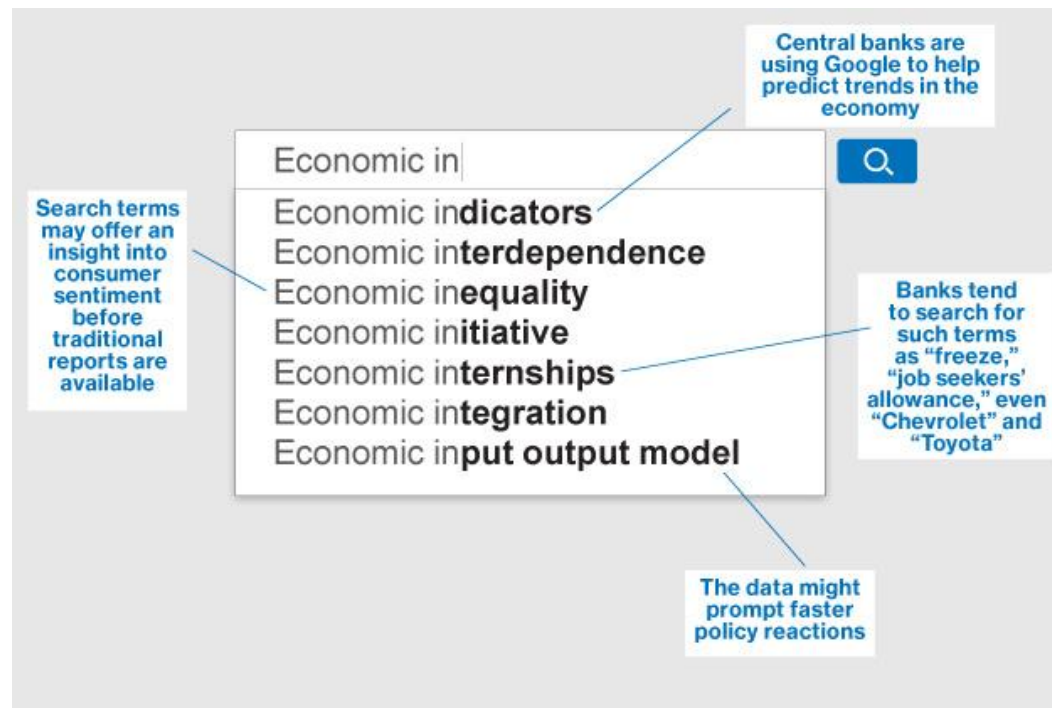 Central banks are
using Google to help
predict trends in the
economy
Economic in
Economic indicators
Economic interdependence
Economic inequality
Economic initiative
Economic internships
Economic integration
Economic input output model
Search terms
may offer an
insight into
consumer
sentiment
before
traditional
reports are
available
Banks tend
to search for
such terms
as “freeze,”
“job seekers’
allowance,” even
“Chevrolet” and
“Toyota”
The data might
prompt faster
policy reactions